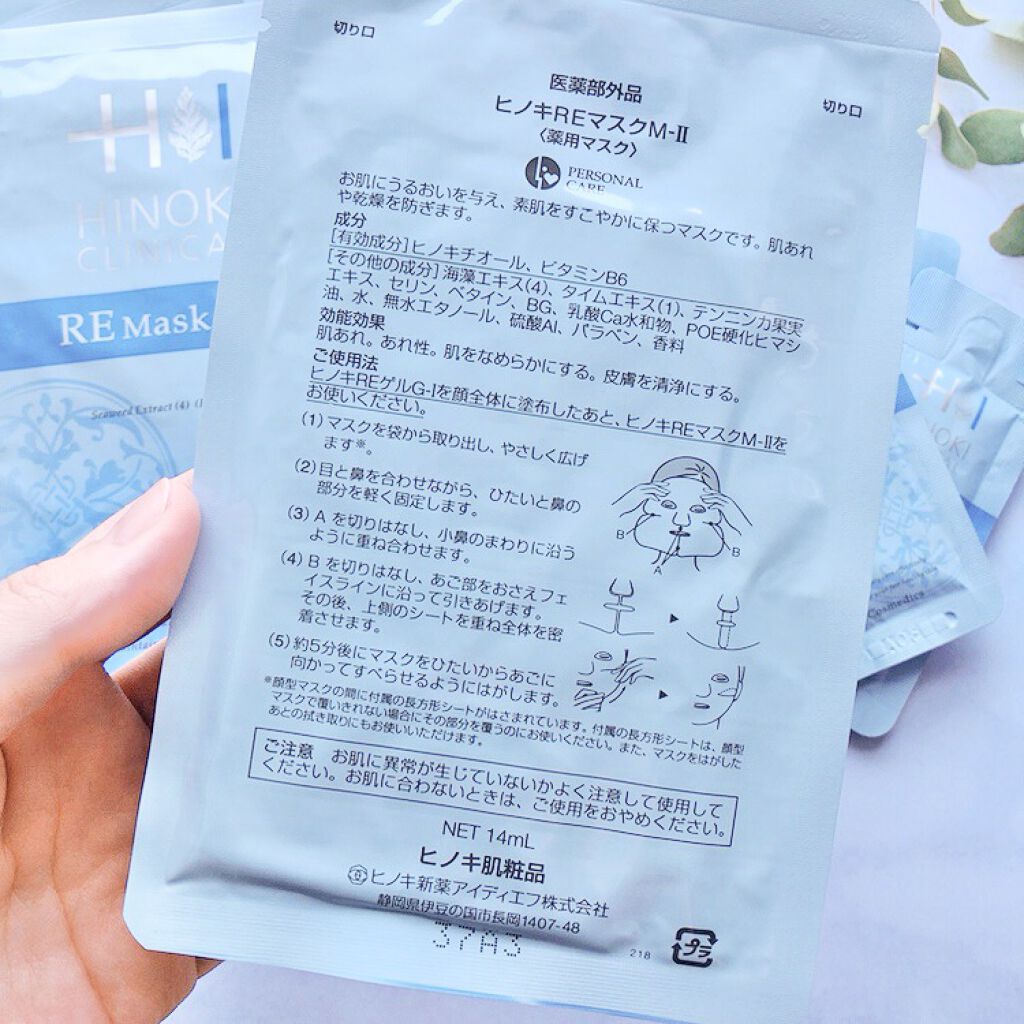 切り口
切り口
医薬部外品
ヒノキREマスクM-Ⅱ
〈薬用マスク〉
PERSONAL
CARE
お肌にうるおいを与え、素肌をすこやかに保つマスクです。肌あれ
や乾燥を防ぎます。
成分
[有効成分]ヒノキチオール、ビタミンB6
[その他の成分]海藻エキス(4)、タイムエキス(1)、テンニンカ果実
エキス、セリン、ベタイン、BG、乳酸Ca水和物、POE硬化ヒマシ
油、水、無水エタノール、硫酸Al、パラベン、香料
効能効果
肌あれ。あれ性。肌をなめらかにする。皮膚を清浄にする。
ご使用法
ヒノキREゲルG-Ⅰを顔全体に塗布したあと、ヒノキREマスクM-Ⅱを
お使いください。
(1)マスクを袋から取り出し、やさしく広げ
ます※。
(2)目と鼻を合わせながら、ひたいと鼻の
部分を軽く固定します。
(3)Aを切りはなし、小鼻のまわりに沿う
ように重ね合わせます。
(4)Bを切りはなし、あご部をおさえフェ
イスラインに沿って引きあげます。
その後、上側のシートを重ね全体を密
着させます。
(5)約5分後にマスクをひたいからあごに
向かってすべらせるようにはがします。
B
B
A
※顔型マスクの間に付属の長方形シートがはさまれています。付属の長方形シートは、顔型
マスクで覆いきれない場合にその部分を覆うのにお使いください。また、マスクをはがした
あとの拭き取りにもお使いいただけます。
ご注意 お肌に異常が生じていないかよく注意して使用して
ください。お肌に合わないときは、ご使用をおやめください。
NET 14mL
ヒノキ肌粧品
ヒノキ新薬アイディエフ株式会社
静岡県伊豆の国市長岡1407-48
37A3
218
プラ
HINOK
CLINICA
RE Mask
Seaweed Extract (4)
H
NOKI
Cosmedics